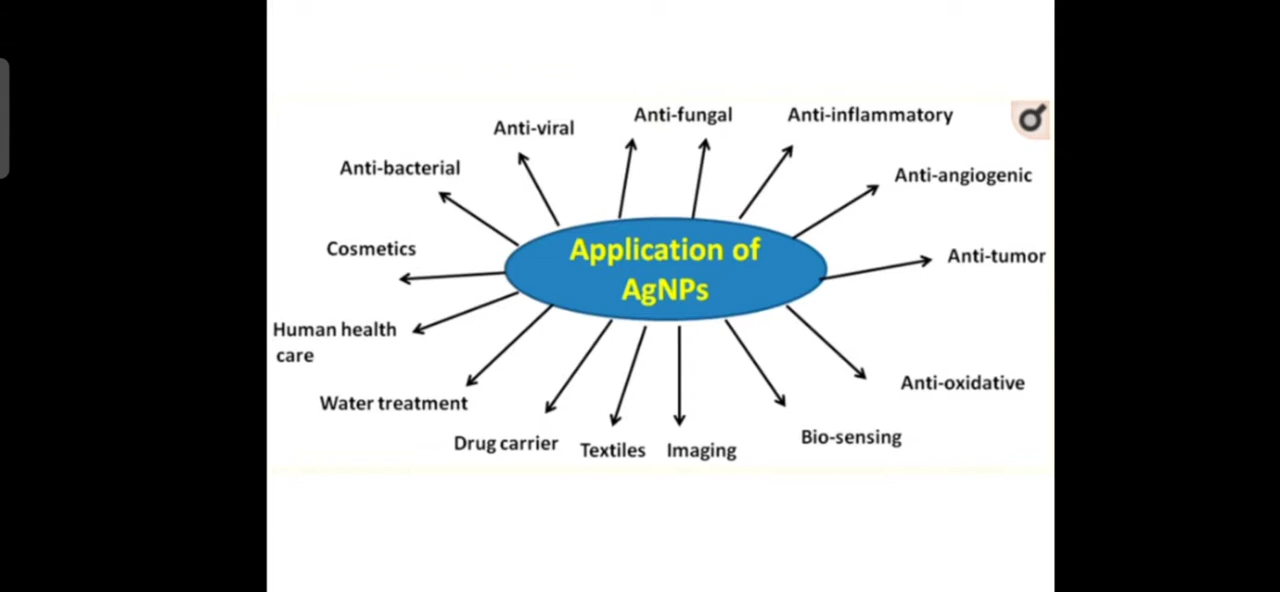 Anti-fungal
Anti-inflammatory
Anti-viral
Anti-bacterial
Anti-angiogenic
Cosmetics
Application of
AgNPs
Anti-tumor
Human health
care
Anti-oxidative
Water treatment
Drug carrier
Textiles
Imaging
Bio-sensing